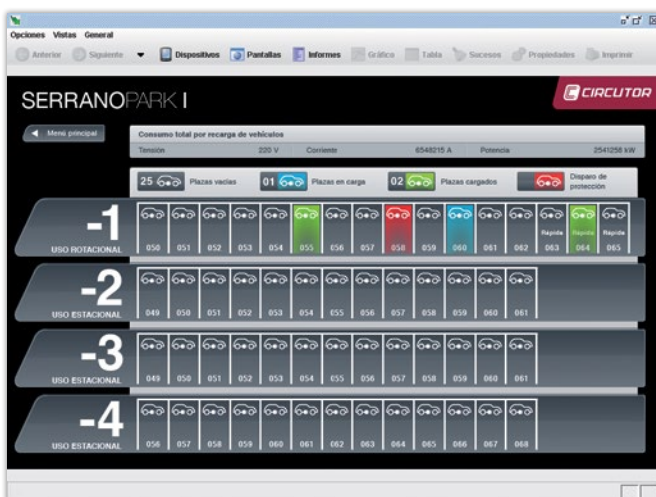 Opciones Vistas General
Anterior Siguiente Dispositivos Pantallas Informes Gráfico Tabla Sucesos Propiedades Imprimir
SERRANOPARK I
CIRCUTOR
Menú principal
Consumo total por recarga de vehículos
Tensión 220 V Corriente 6548215 A Potencia 2541258 kW
25 Plazas vacías 01 Plazas en carga 02 Plazas cargados Disparo de protección
-1
USO ROTACIONAL
Rápida Rápida Rápida
050 051 052 053 054 055 056 057 058 059 060 061 062 063 064 065
-2
USO ESTACIONAL
049 050 051 052 053 054 055 056 057 058 059 060 061
-3
USO ESTACIONAL
049 050 051 052 053 054 055 056 057 058 059 060 061
-4
USO ESTACIONAL
056 057 058 059 060 061 062 063 064 065 066 067 068